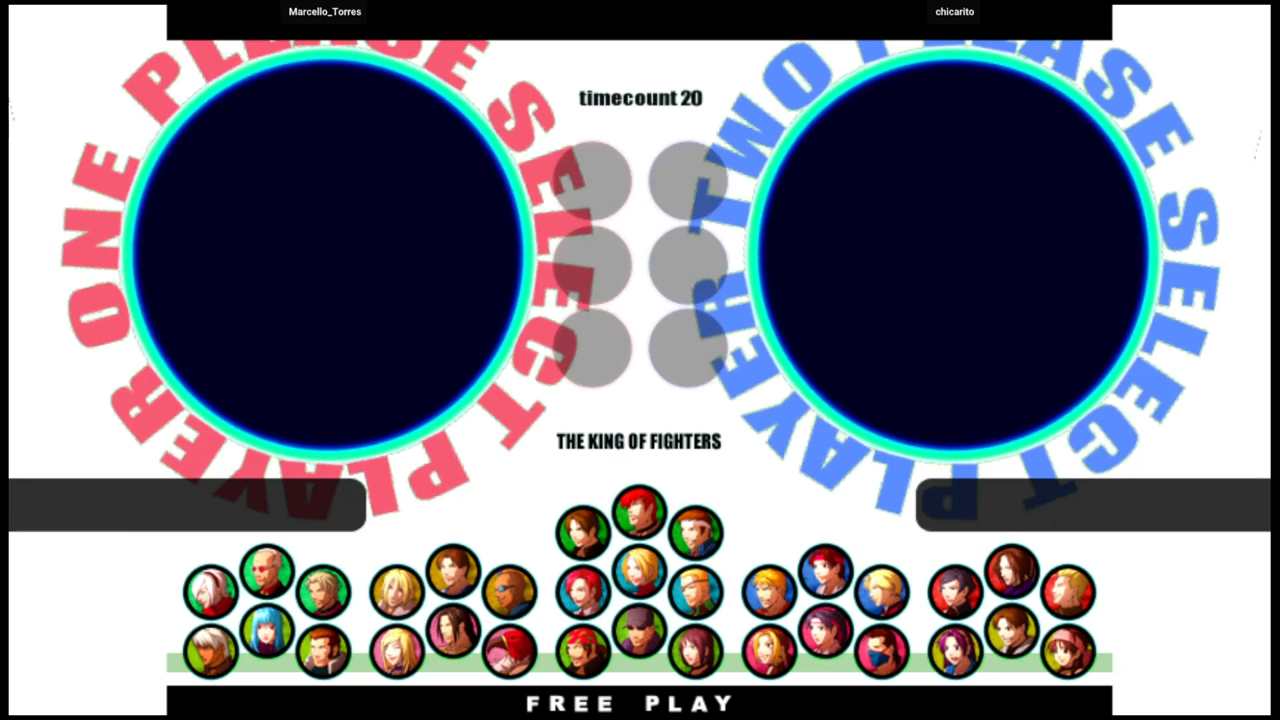 Marcello_Torres
chicarito
PLAYER ONE PLEASE SELECT
PLAYER TWO PLEASE SELECT
timecount 20
THE KING OF FIGHTERS
FREE PLAY